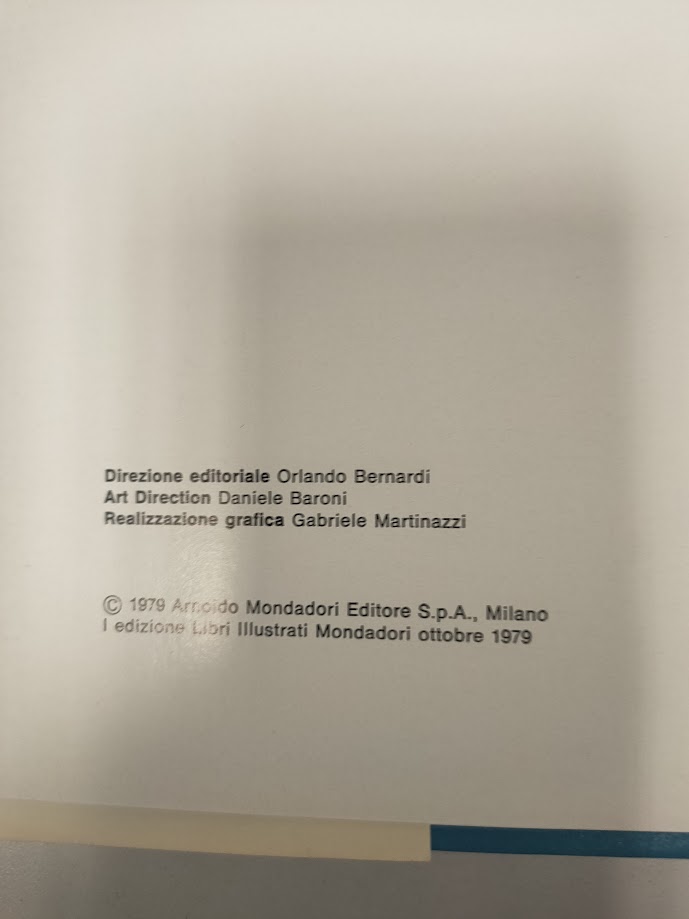 Direzione editoriale Orlando Bernardi
Art Direction Daniele Baroni
Realizzazione grafica Gabriele Martinazzi
© 1979 Arnoldo Mondadori Editore S.p.A., Milano
I edizione Libri Illustrati Mondadori ottobre 1979